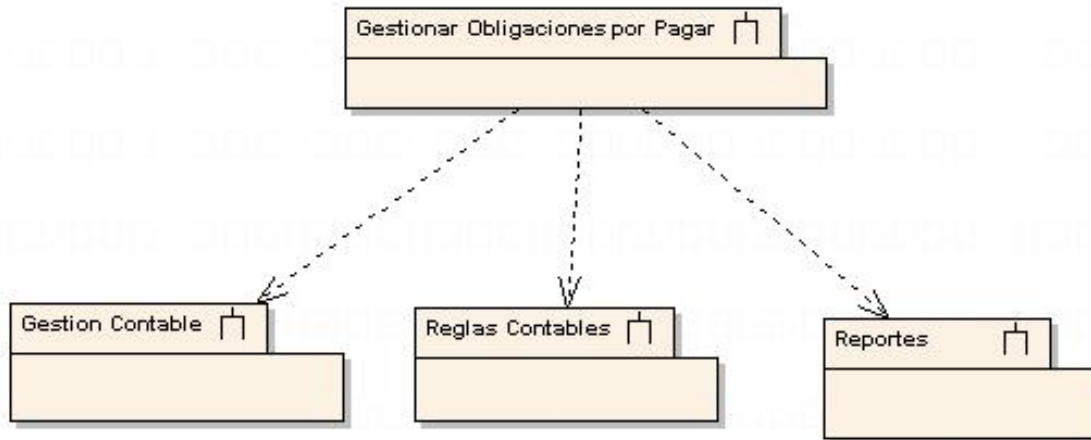 Gestionar Obligaciones por Pagar
Gestion Contable
Reglas Contables
Reportes